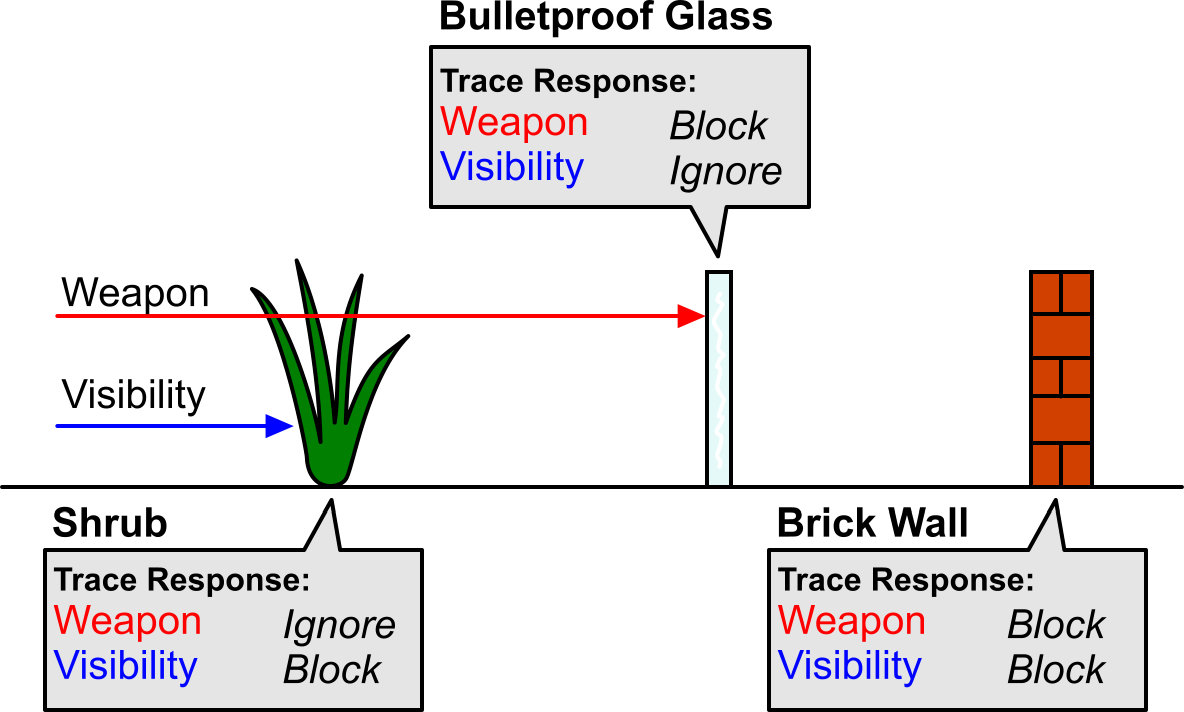 Bulletproof Glass
Trace Response:
Weapon Block
Visibility Ignore
Weapon
Visibility
Shrub
Trace Response:
Weapon Ignore
Visibility Block
Brick Wall
Trace Response:
Weapon Block
Visibility Block